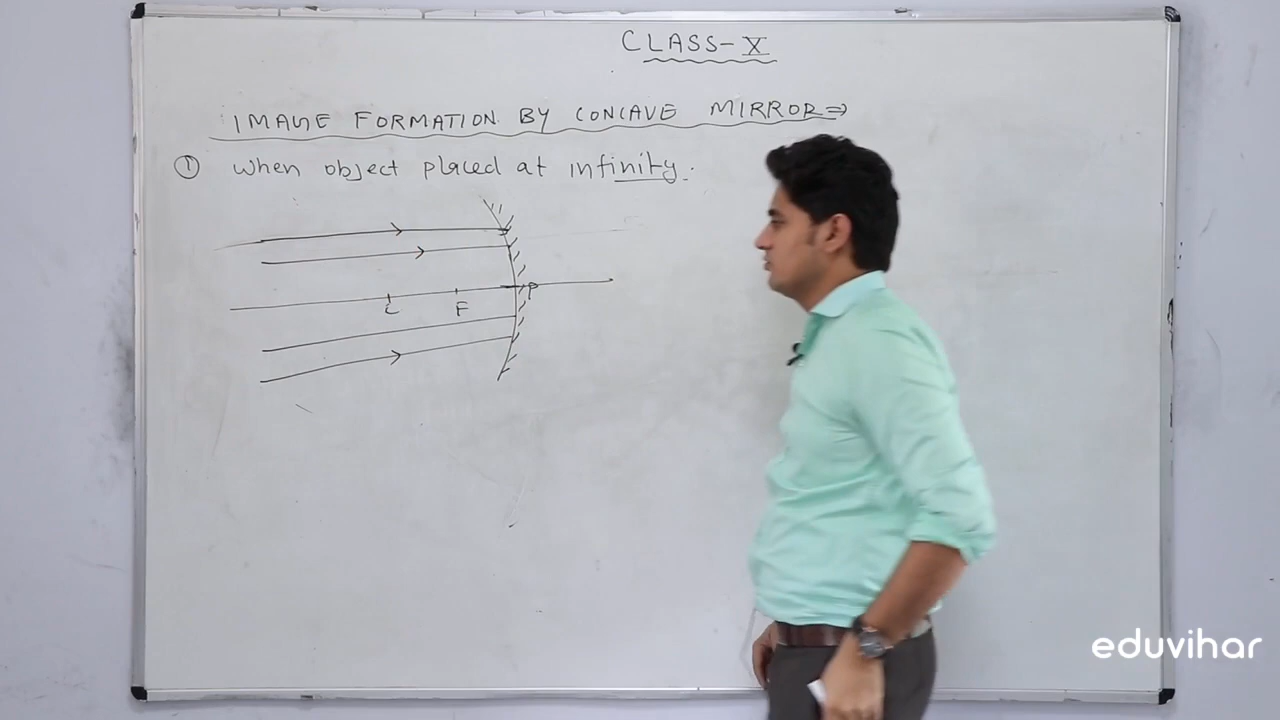 CLASS-X
IMAGE FORMATION BY CONCAVE MIRROR⇒
① When object placed at infinity.
P
C F
eduvihar